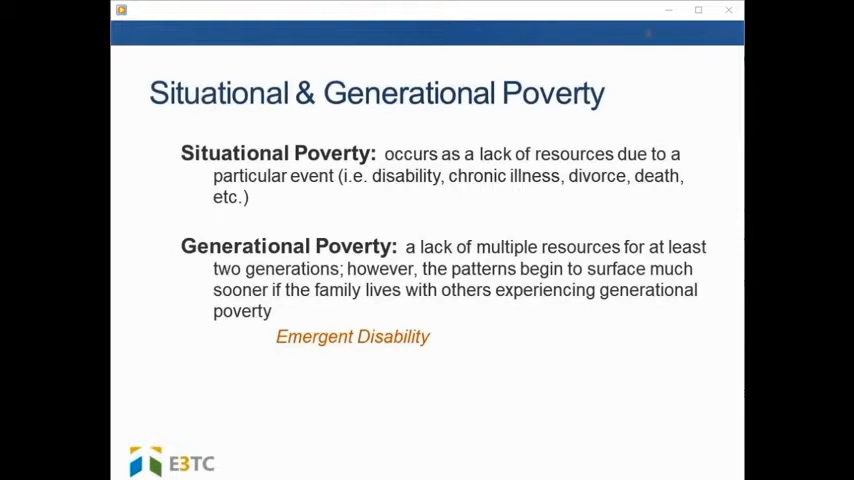 Situational & Generational Poverty
Situational Poverty: occurs as a lack of resources due to a
particular event (i.e. disability, chronic illness, divorce, death,
etc.)
Generational Poverty: a lack of multiple resources for at least
two generations; however, the patterns begin to surface much
sooner if the family lives with others experiencing generational
poverty
Emergent Disability
E3TC